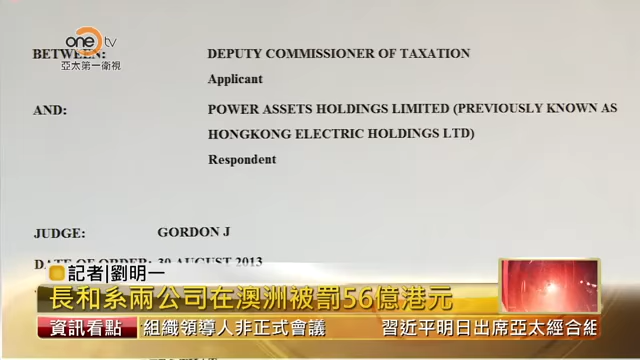 one tv
亞太第一衛視
BETWEEN:
DEPUTY COMMISSIONER OF TAXATION
Applicant
AND:
POWER ASSETS HOLDINGS LIMITED (PREVIOUSLY KNOWN AS
HONGKONG ELECTRIC HOLDINGS LTD)
Respondent
JUDGE:
GORDON J
DATE OF ORDER:
30 AUGUST 2013
記者|劉明一
長和系兩公司在澳洲被罰56億港元
資訊看點
組織領導人非正式會議
習近平明日出席亞太經合組